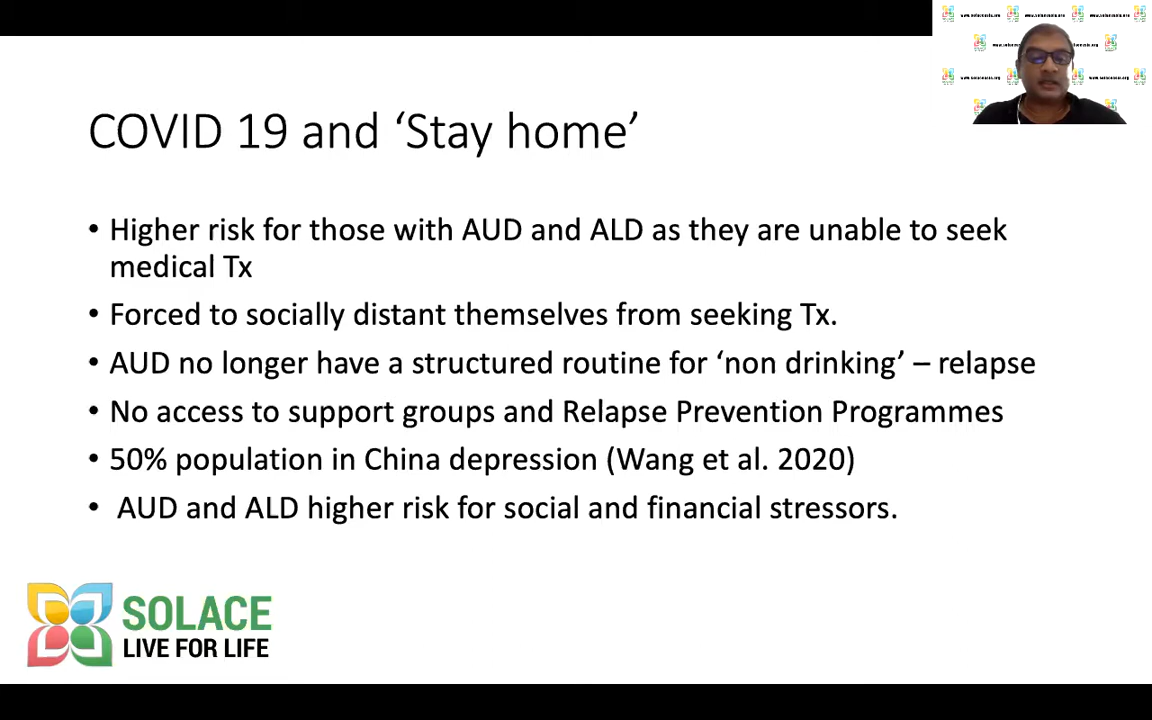 COVID 19 and ‘Stay home’
• Higher risk for those with AUD and ALD as they are unable to seek
medical Tx
• Forced to socially distant themselves from seeking Tx.
• AUD no longer have a structured routine for ‘non drinking’ – relapse
• No access to support groups and Relapse Prevention Programmes
• 50% population in China depression (Wang et al. 2020)
• AUD and ALD higher risk for social and financial stressors.
SOLACE
LIVE FOR LIFE